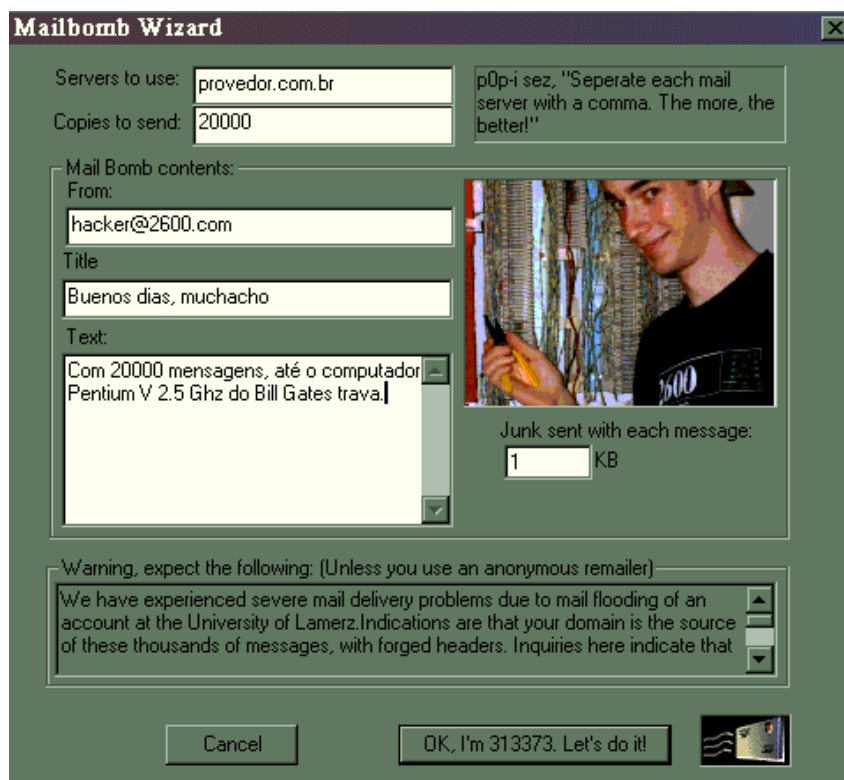 Mailbomb Wizard
Servers to use:
provedor.com.br
p0p-i sez, "Seperate each mail
server with a comma. The more, the
better!"
Copies to send:
20000
Mail Bomb contents:
From:
hacker@2600.com
Title
Buenos dias, muchacho
Text:
Com 20000 mensagens, até o computador
Pentium V 2.5 Ghz do Bill Gates trava.
2600
Junk sent with each message:
1 KB
Warning, expect the following: (Unless you use an anonymous remailer)
We have experienced severe mail delivery problems due to mail flooding of an
account at the University of Lamerz.Indications are that your domain is the source
of these thousands of messages, with forged headers. Inquiries here indicate that
Cancel
OK, I'm 313373. Let's do it!